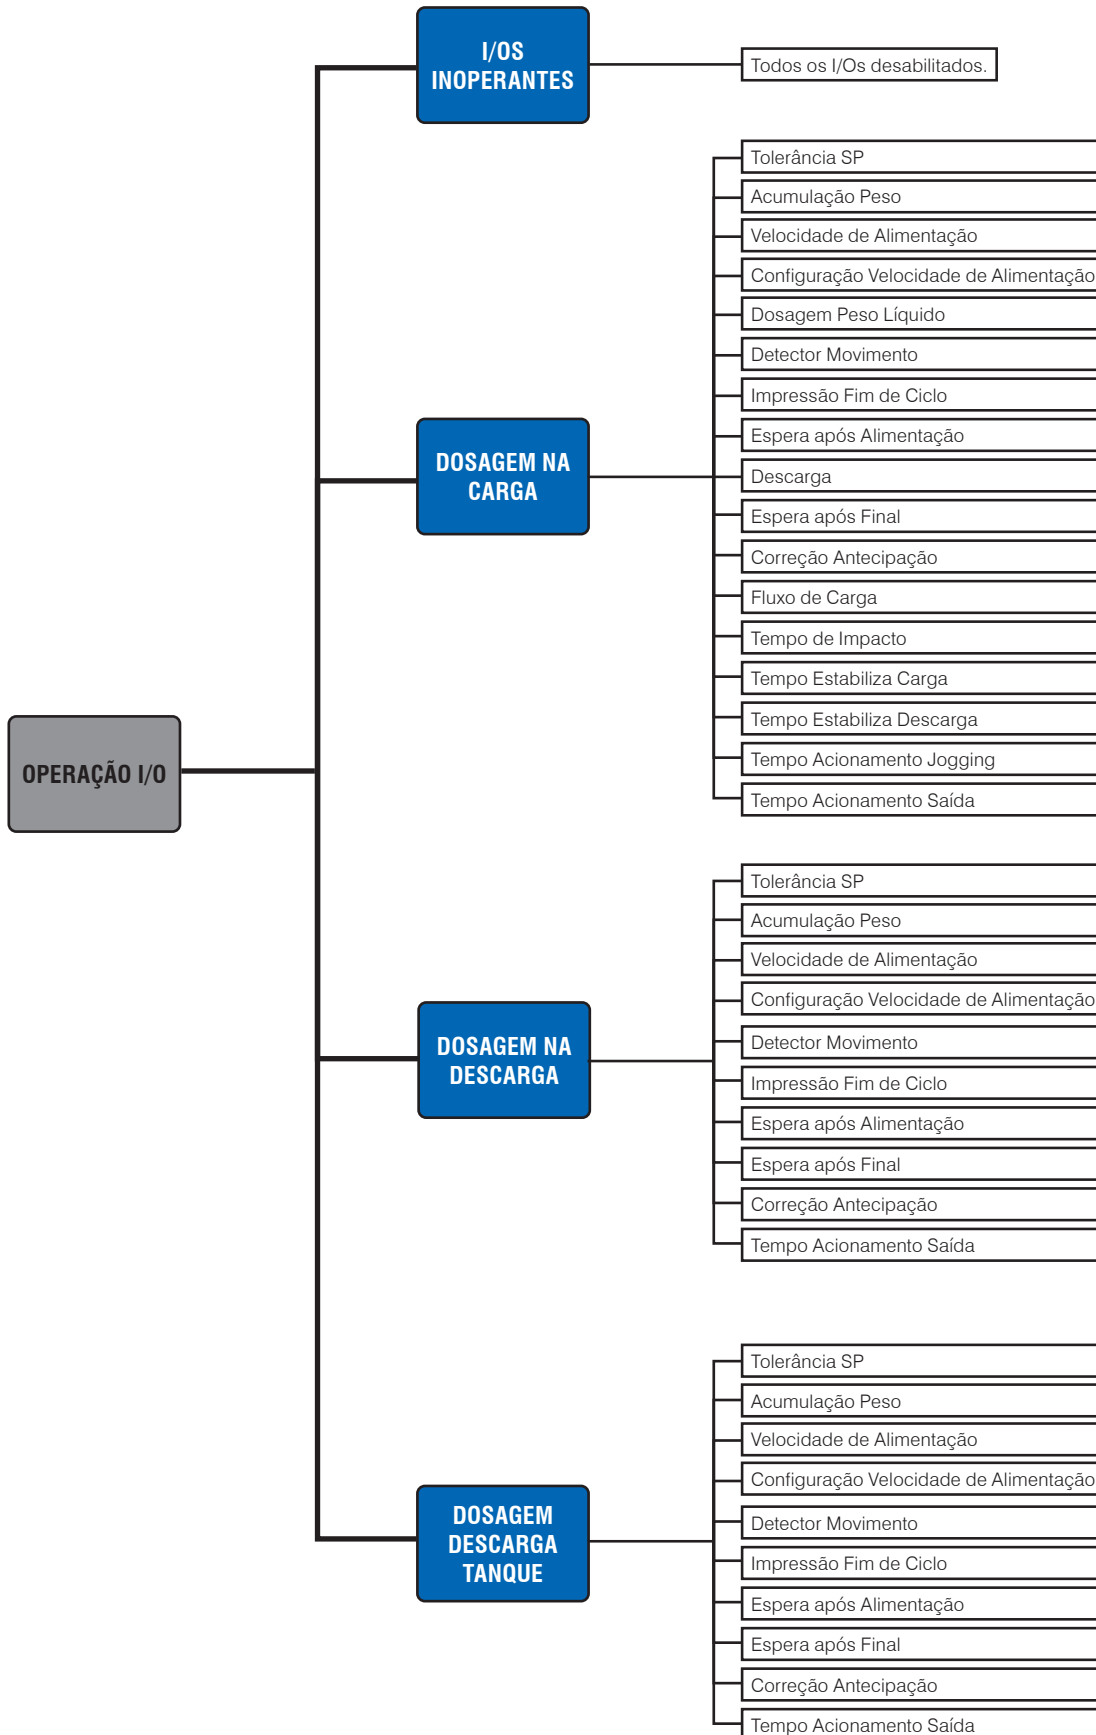 I/OS
INOPERANTES
Todos os I/Os desabilitados.
Tolerância SP
Acumulação Peso
Velocidade de Alimentação
Configuração Velocidade de Alimentação
Dosagem Peso Líquido
Detector Movimento
Impressão Fim de Ciclo
Espera após Alimentação
DOSAGEM NA
CARGA
Descarga
Espera após Final
Correção Antecipação
Fluxo de Carga
Tempo de Impacto
Tempo Estabiliza Carga
Tempo Estabiliza Descarga
Tempo Acionamento Jogging
Tempo Acionamento Saída
OPERAÇÃO I/O
Tolerância SP
Acumulação Peso
Velocidade de Alimentação
Configuração Velocidade de Alimentação
DOSAGEM NA
DESCARGA
Detector Movimento
Impressão Fim de Ciclo
Espera após Alimentação
Espera após Final
Correção Antecipação
Tempo Acionamento Saída
Tolerância SP
Acumulação Peso
Velocidade de Alimentação
Configuração Velocidade de Alimentação
DOSAGEM
DESCARGA
TANQUE
Detector Movimento
Impressão Fim de Ciclo
Espera após Alimentação
Espera após Final
Correção Antecipação
Tempo Acionamento Saída